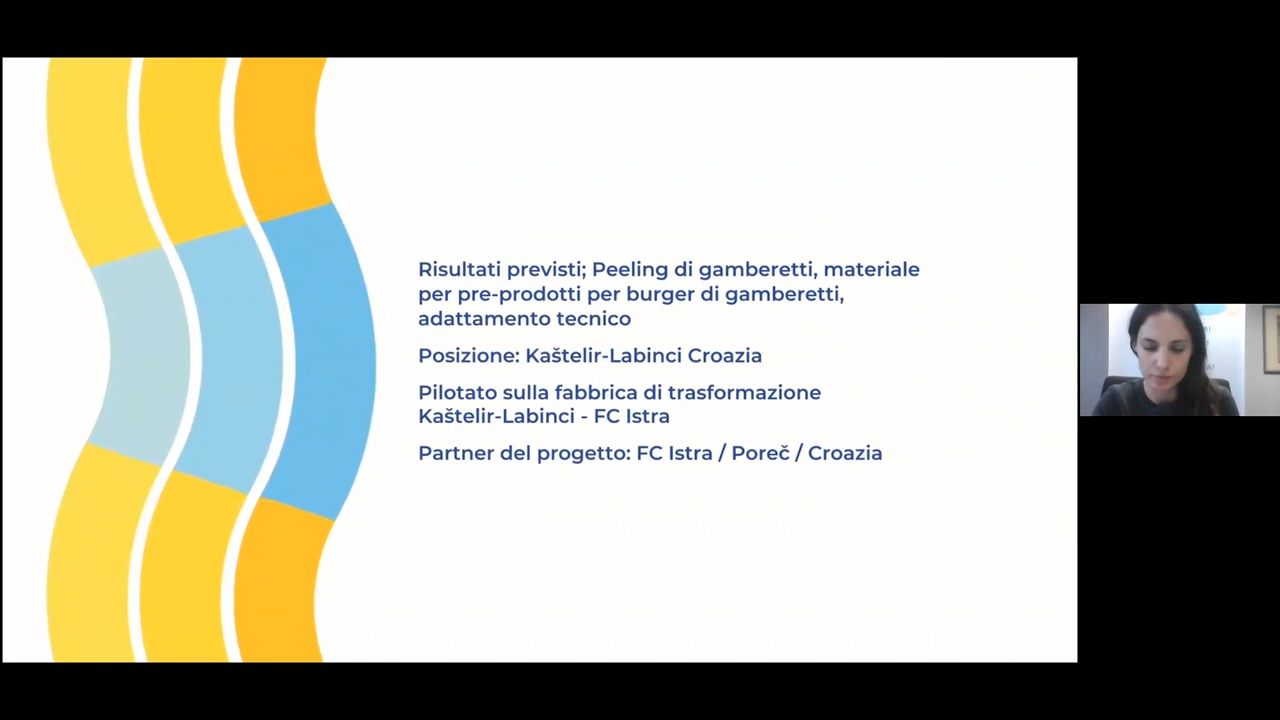 Risultati previsti; Peeling di gamberetti, materiale
per pre-prodotti per burger di gamberetti,
adattamento tecnico
Posizione: Kaštelir-Labinci Croazia
Pilotato sulla fabbrica di trasformazione
Kaštelir-Labinci - FC Istra
Partner del progetto: FC Istra / Poreč / Croazia